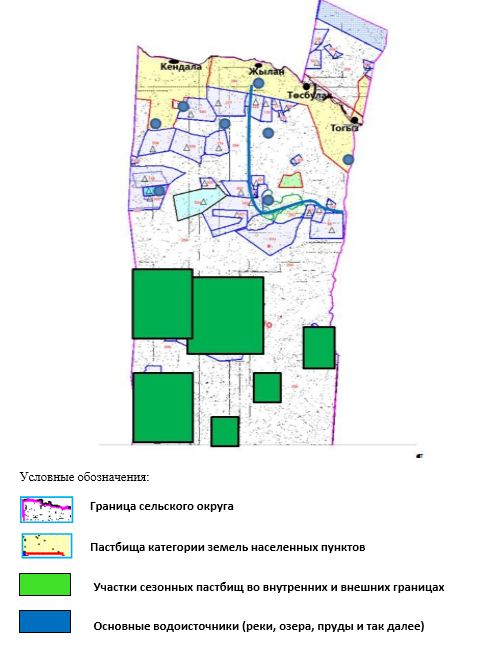 Кендала
Жылан
Тосбулак
Тогыз
Условные обозначения:
Граница сельского округа
Пастбища категории земель населенных пунктов
Участки сезонных пастбищ во внутренних и внешних границах
Основные водоисточники (реки, озера, пруды и так далее)